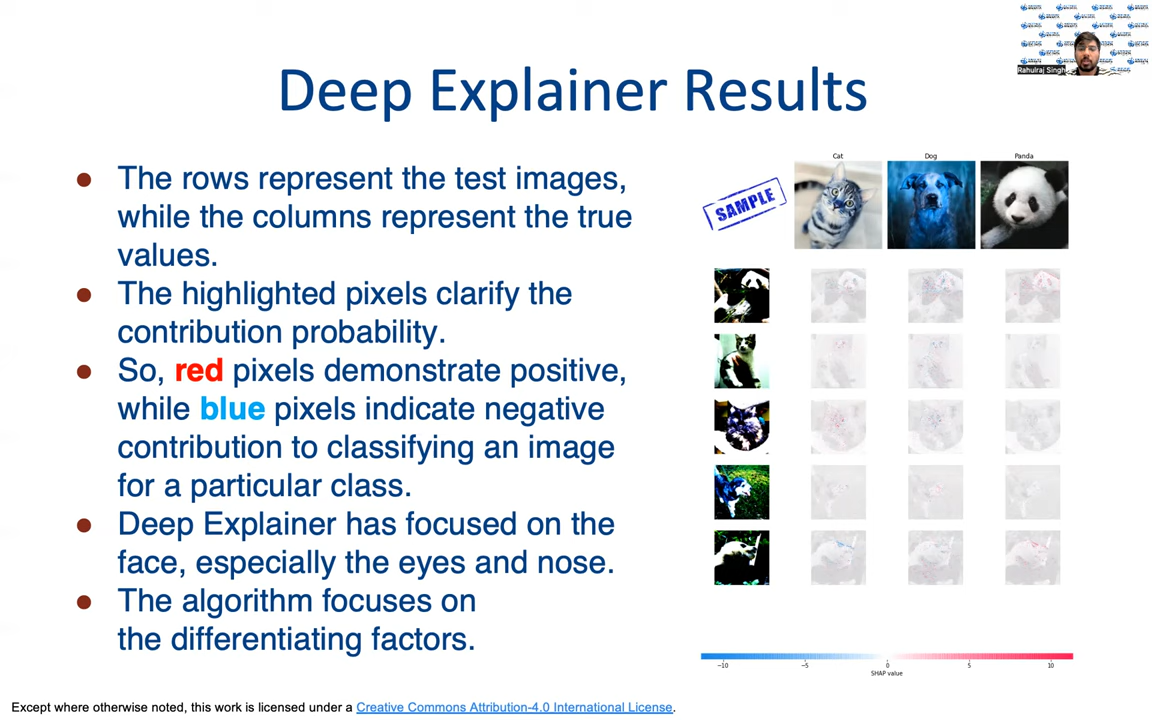 Rahulraj Singh
Deep Explainer Results
● The rows represent the test images,
while the columns represent the true
values.
● The highlighted pixels clarify the
contribution probability.
● So, red pixels demonstrate positive,
while blue pixels indicate negative
contribution to classifying an image
for a particular class.
● Deep Explainer has focused on the
face, especially the eyes and nose.
● The algorithm focuses on
the differentiating factors.
SAMPLE
Cat Dog Panda
−10 −5 0 5 10
SHAP value
Except where otherwise noted, this work is licensed under a Creative Commons Attribution-4.0 International License.